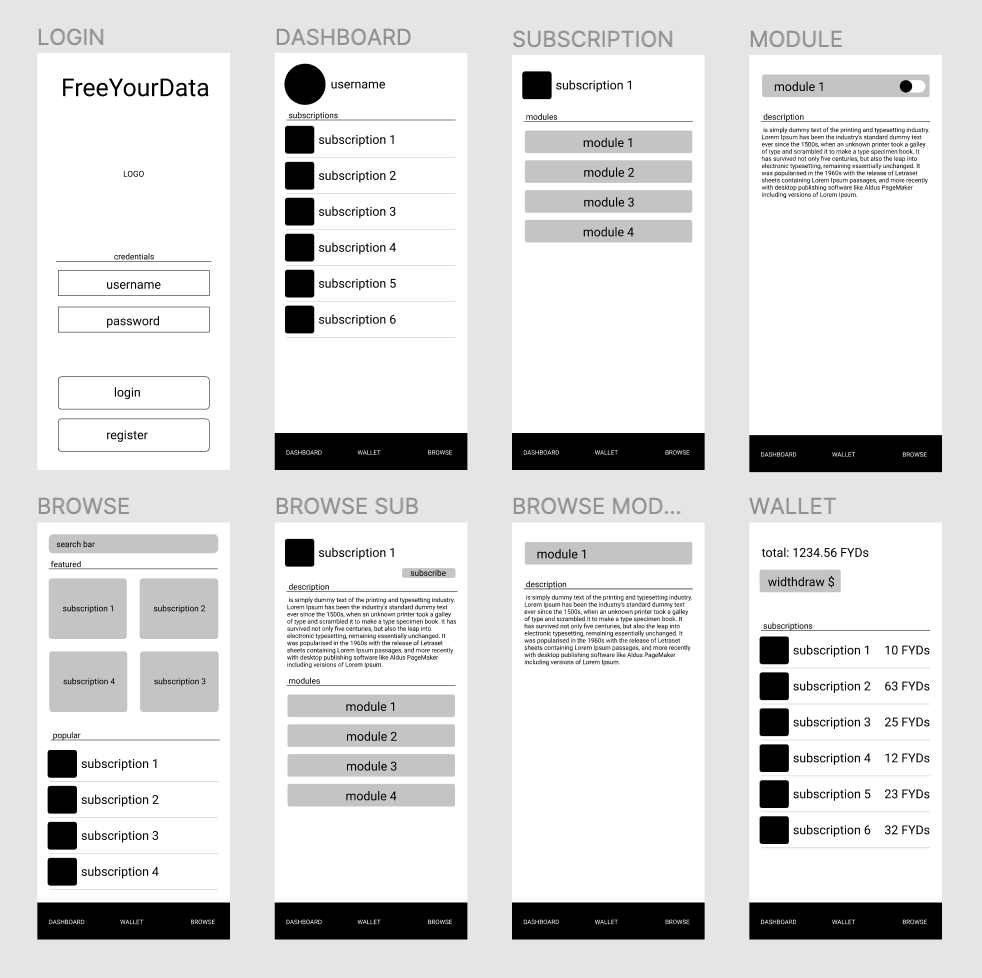 LOGIN
FreeYourData
LOGO
credentials
username
password
login
register
DASHBOARD
username
subscriptions
subscription 1
subscription 2
subscription 3
subscription 4
subscription 5
subscription 6
DASHBOARD WALLET BROWSE
SUBSCRIPTION
subscription 1
modules
module 1
module 2
module 3
module 4
DASHBOARD WALLET BROWSE
MODULE
module 1
description
is simply dummy text of the printing and typesetting industry.
Lorem Ipsum has been the industry's standard dummy text
ever since the 1500s, when an unknown printer took a galley
of type and scrambled it to make a type specimen book. It
has survived not only five centuries, but also the leap into
electronic typesetting, remaining essentially unchanged. It
was popularised in the 1960s with the release of Letraset
sheets containing Lorem Ipsum passages, and more recently
with desktop publishing software like Aldus PageMaker
including versions of Lorem Ipsum.
DASHBOARD WALLET BROWSE
BROWSE
search bar
featured
subscription 1 subscription 2
subscription 4 subscription 3
popular
subscription 1
subscription 2
subscription 3
subscription 4
DASHBOARD WALLET BROWSE
BROWSE SUB
subscription 1
subscribe
description
is simply dummy text of the printing and typesetting industry.
Lorem Ipsum has been the industry's standard dummy text
ever since the 1500s, when an unknown printer took a galley
of type and scrambled it to make a type specimen book. It has
survived not only five centuries, but also the leap into
electronic typesetting, remaining essentially unchanged. It
was popularised in the 1960s with the release of Letraset
sheets containing Lorem Ipsum passages, and more recently
with desktop publishing software like Aldus PageMaker
including versions of Lorem Ipsum.
modules
module 1
module 2
module 3
module 4
DASHBOARD WALLET BROWSE
BROWSE MOD...
module 1
description
is simply dummy text of the printing and typesetting industry.
Lorem Ipsum has been the industry's standard dummy text
ever since the 1500s, when an unknown printer took a galley
of type and scrambled it to make a type specimen book. It
has survived not only five centuries, but also the leap into
electronic typesetting, remaining essentially unchanged. It
was popularised in the 1960s with the release of Letraset
sheets containing Lorem Ipsum passages, and more recently
with desktop publishing software like Aldus PageMaker
including versions of Lorem Ipsum.
DASHBOARD WALLET BROWSE
WALLET
total: 1234.56 FYDs
widthdraw $
subscriptions
subscription 1 10 FYDs
subscription 2 63 FYDs
subscription 3 25 FYDs
subscription 4 12 FYDs
subscription 5 23 FYDs
subscription 6 32 FYDs
DASHBOARD WALLET BROWSE